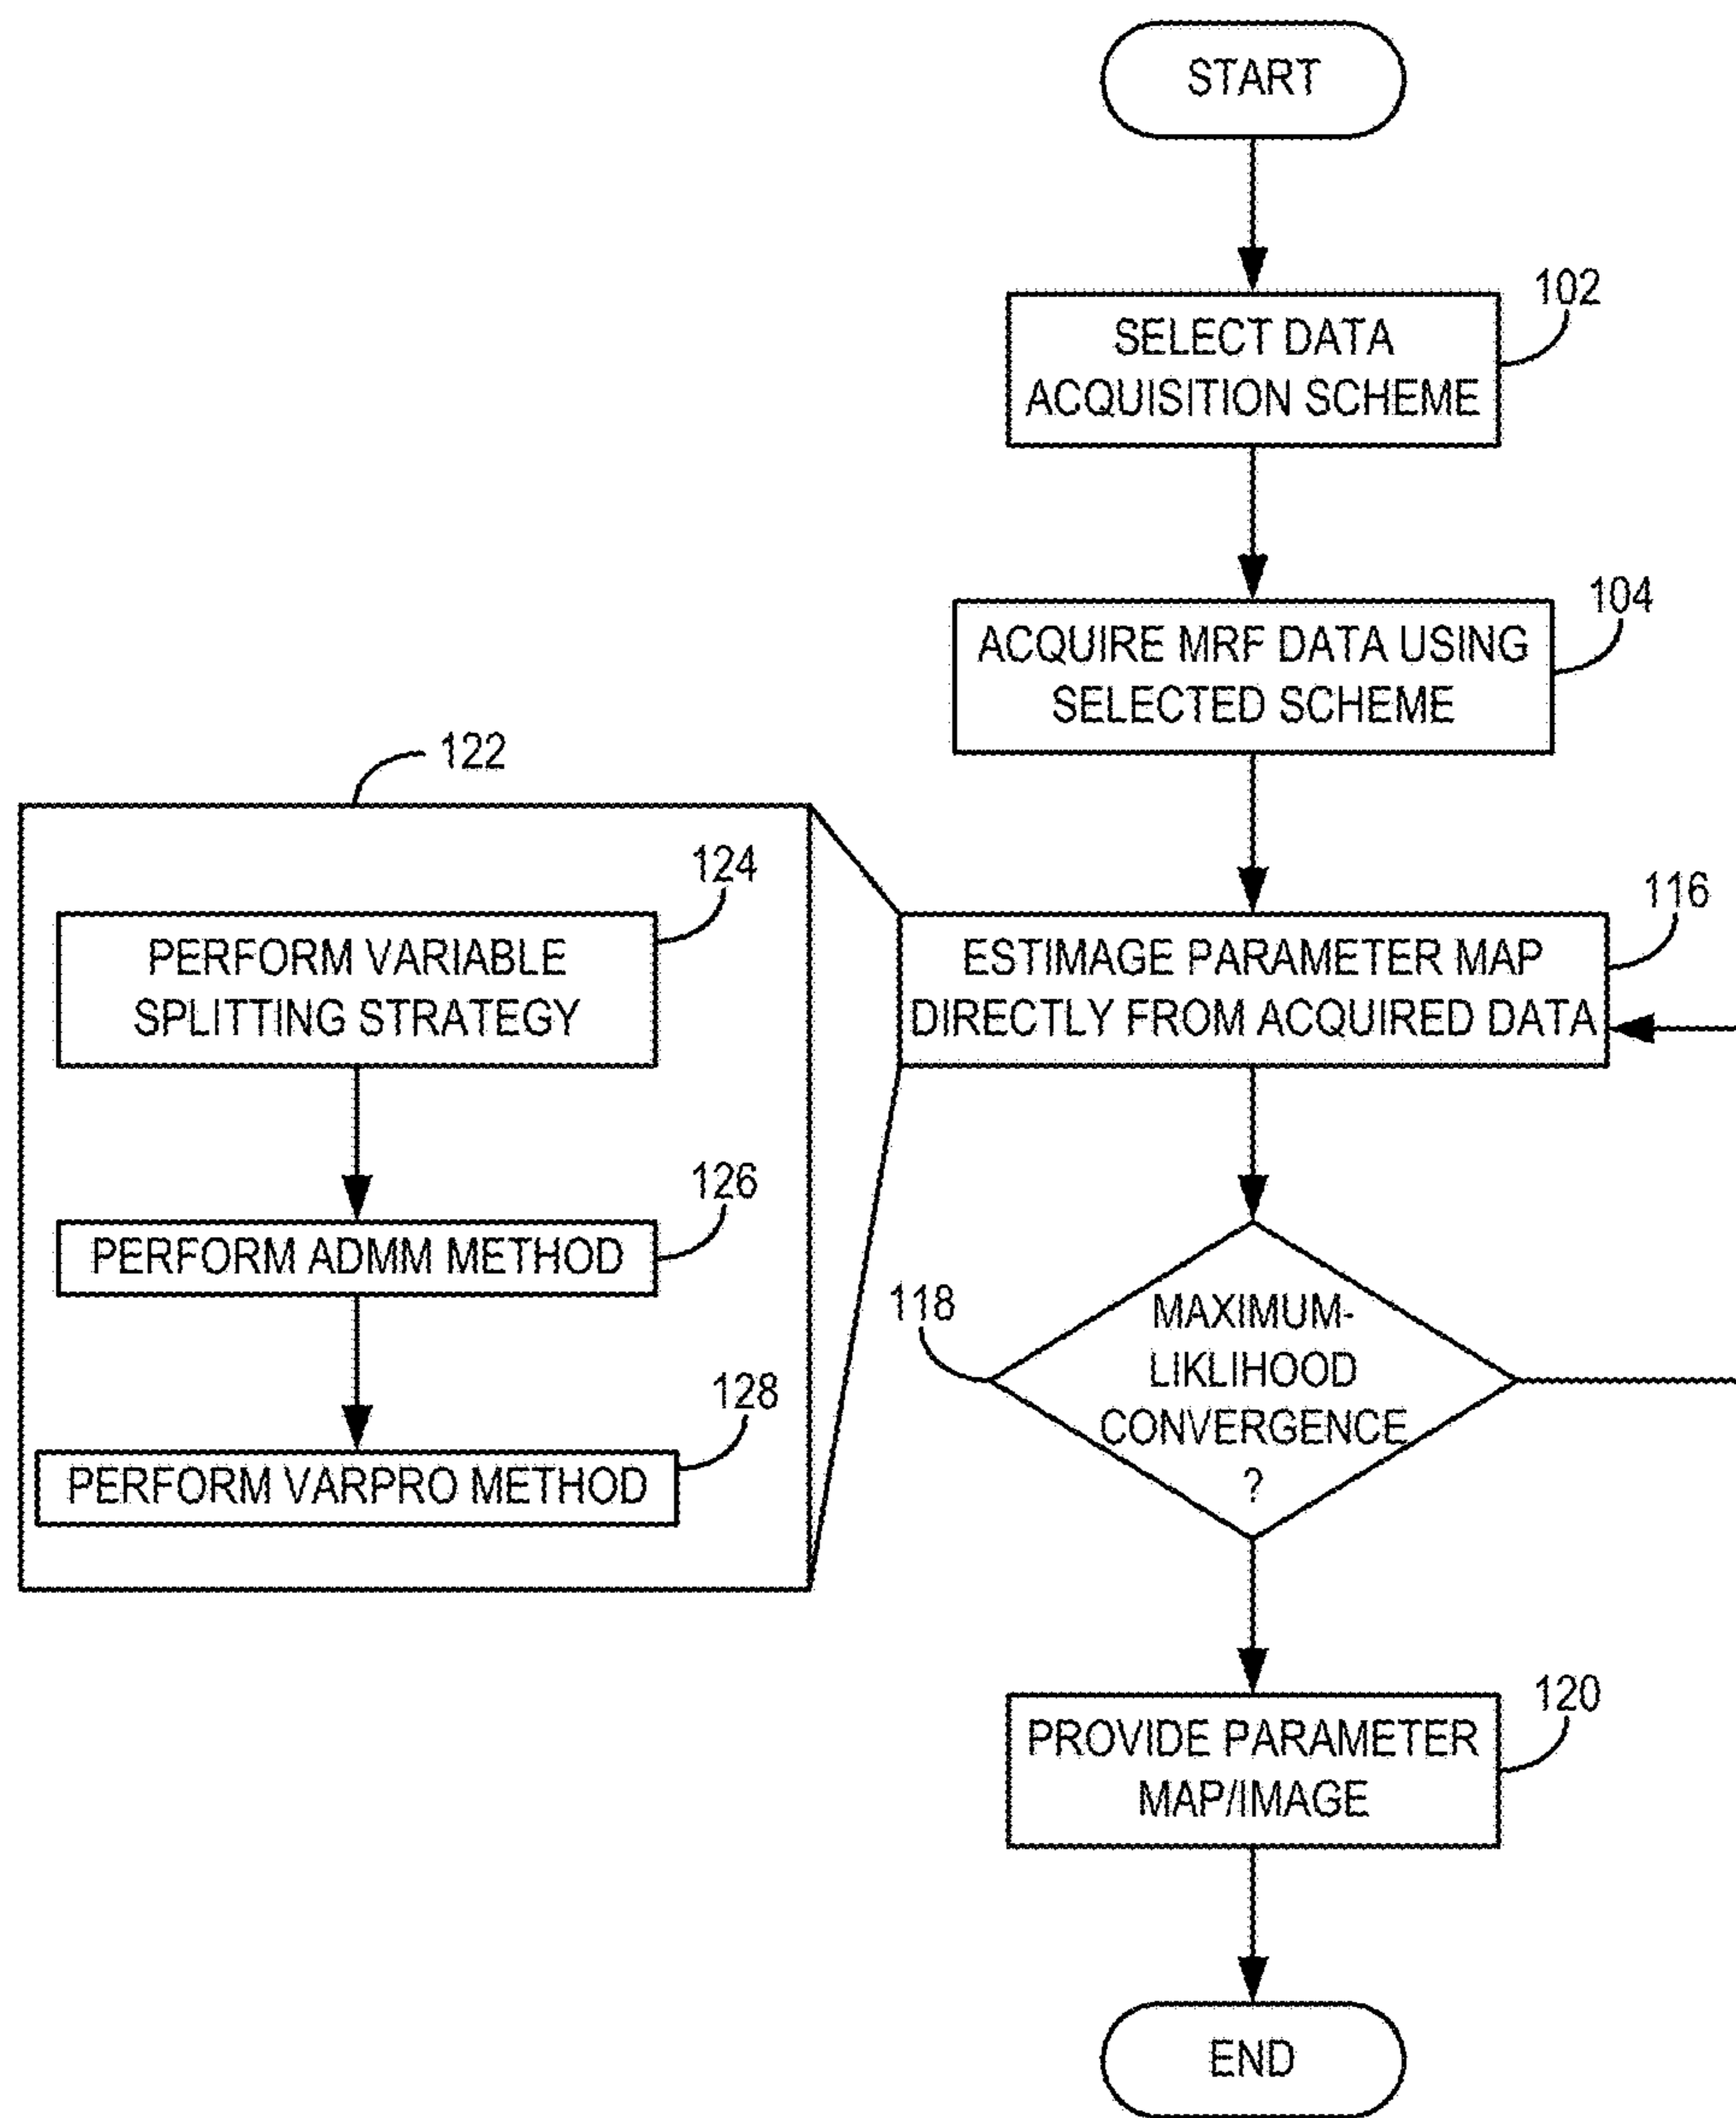 START
102
SELECT DATA
ACQUISITION SCHEME
104
ACQUIRE MRF DATA USING
SELECTED SCHEME
122
124
PERFORM VARIABLE
SPLITTING STRATEGY
126
PERFORM ADMM METHOD
128
PERFORM VARPRO METHOD
116
ESTIMAGE PARAMETER MAP
DIRECTLY FROM ACQUIRED DATA
118
MAXIMUM-
LIKLIHOOD
CONVERGENCE
?
120
PROVIDE PARAMETER
MAP/IMAGE
END